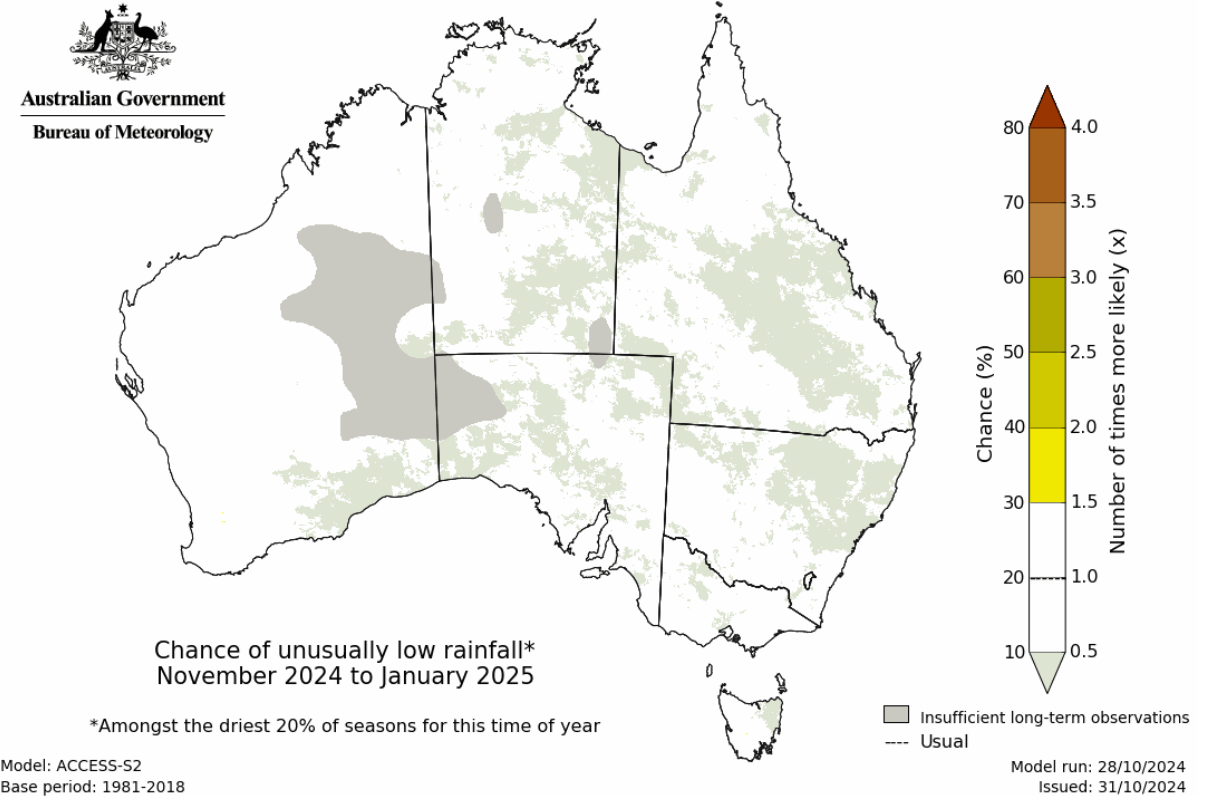 Australian Government
Bureau of Meteorology
80
4.0
70
3.5
60
3.0
50
2.5
40
2.0
30
1.5
20
1.0
10
0.5
Chance (%)
Number of times more likely (x)
Chance of unusually low rainfall*
November 2024 to January 2025
*Amongst the driest 20% of seasons for this time of year
Insufficient long-term observations
Usual
Model: ACCESS-S2
Base period: 1981-2018
Model run: 28/10/2024
Issued: 31/10/2024